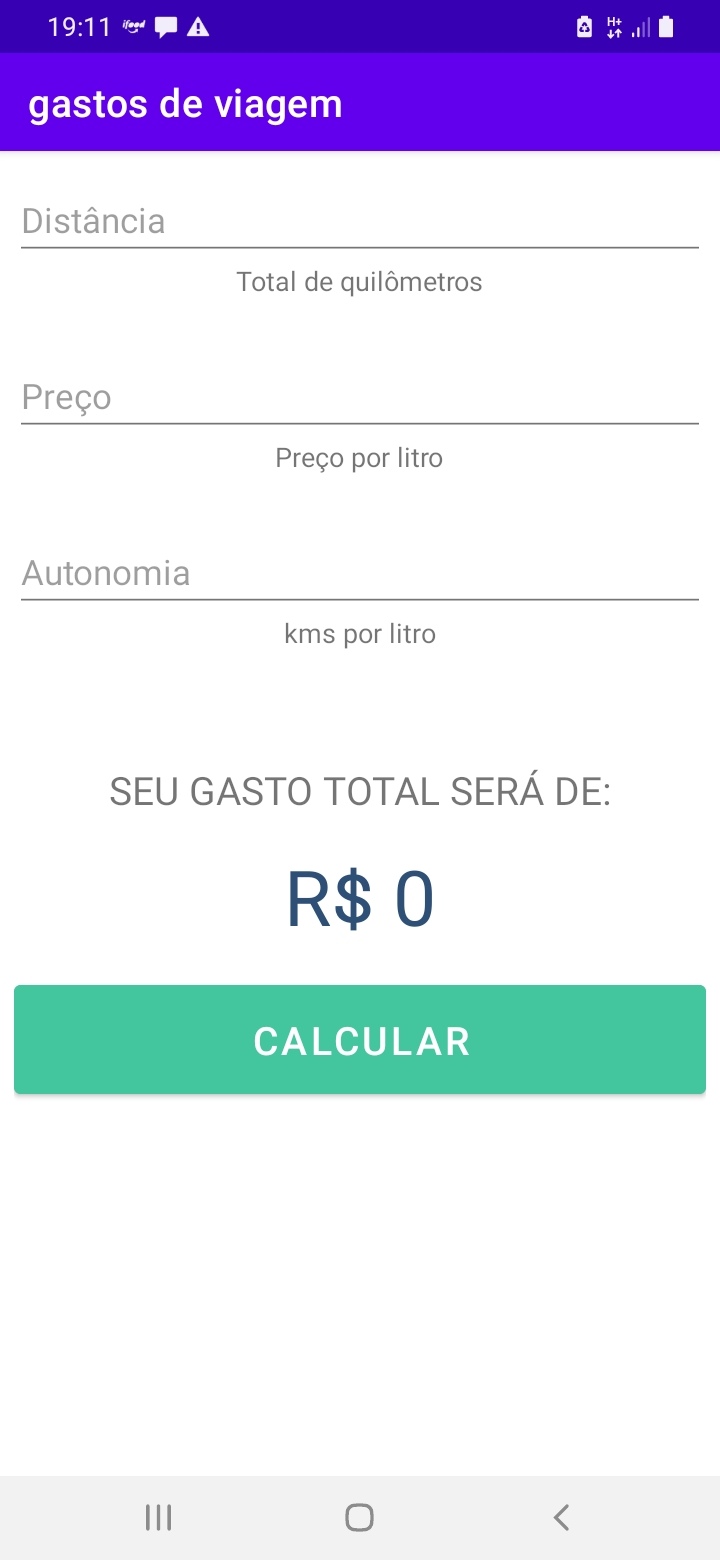 19:11 ifood H+
gastos de viagem
Distância
Total de quilômetros
Preço
Preço por litro
Autonomia
kms por litro
SEU GASTO TOTAL SERÁ DE:
R$ 0
CALCULAR